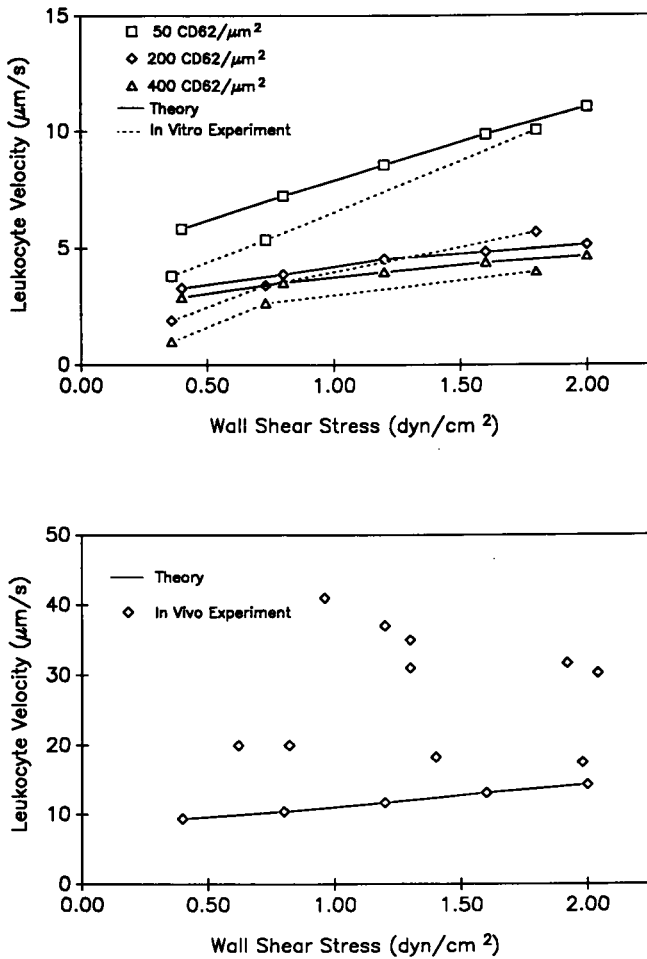 15
10
5
0
Leukocyte Velocity (μm/s)
50 CD62/μm²
200 CD62/μm²
400 CD62/μm²
Theory
In Vitro Experiment
0.00 0.50 1.00 1.50 2.00
Wall Shear Stress (dyn/cm ²)
50
40
30
20
10
0
Leukocyte Velocity (μm/s)
Theory
In Vivo Experiment
0.00 0.50 1.00 1.50 2.00
Wall Shear Stress (dyn/cm ²)